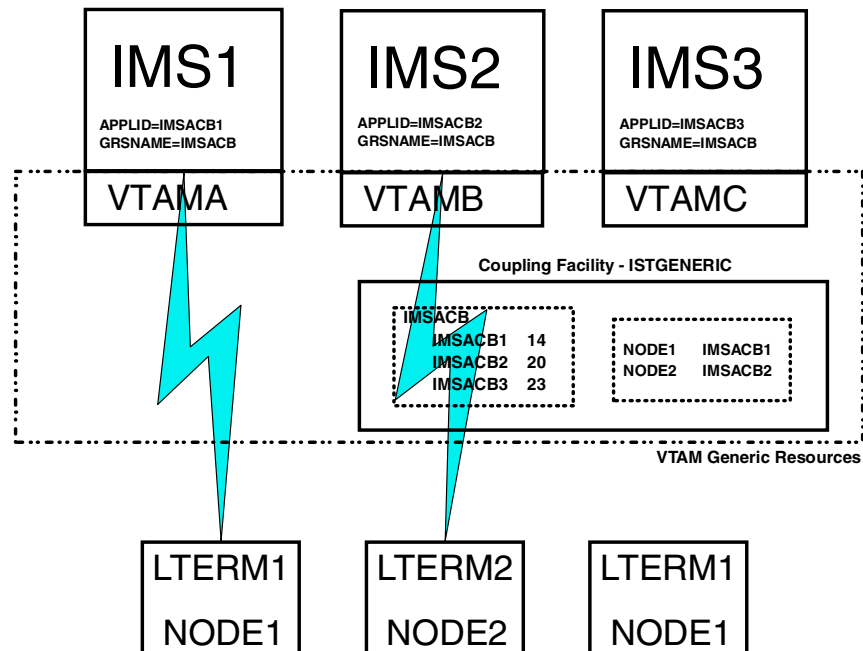 IMS1
APPLID=IMSACB1
GRSNAME=IMSACB
VTAMA
IMS2
APPLID=IMSACB2
GRSNAME=IMSACB
VTAMB
IMS3
APPLID=IMSACB3
GRSNAME=IMSACB
VTAMC
Coupling Facility - ISTGENERIC
IMSACB
IMSACB1 14
IMSACB2 20
IMSACB3 23
NODE1 IMSACB1
NODE2 IMSACB2
VTAM Generic Resources
LTERM1
NODE1
LTERM2
NODE2
LTERM1
NODE1